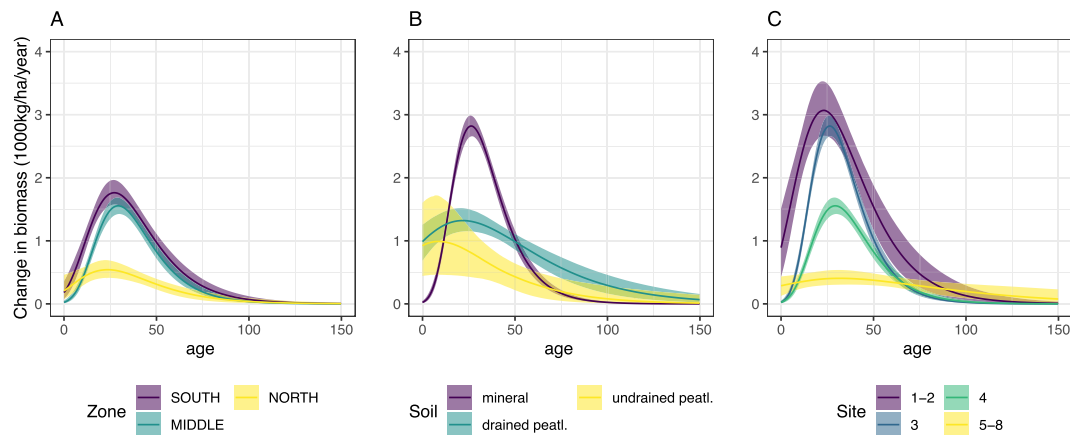 A
B
C
Change in biomass (1000kg/ha/year)
4
3
2
1
0
0 50 100 150
age
4
3
2
1
0
0 50 100 150
age
4
3
2
1
0
0 50 100 150
age
Zone
SOUTH
NORTH
MIDDLE
Soil
mineral
undrained peatl.
drained peatl.
Site
1−2
4
3
5−8